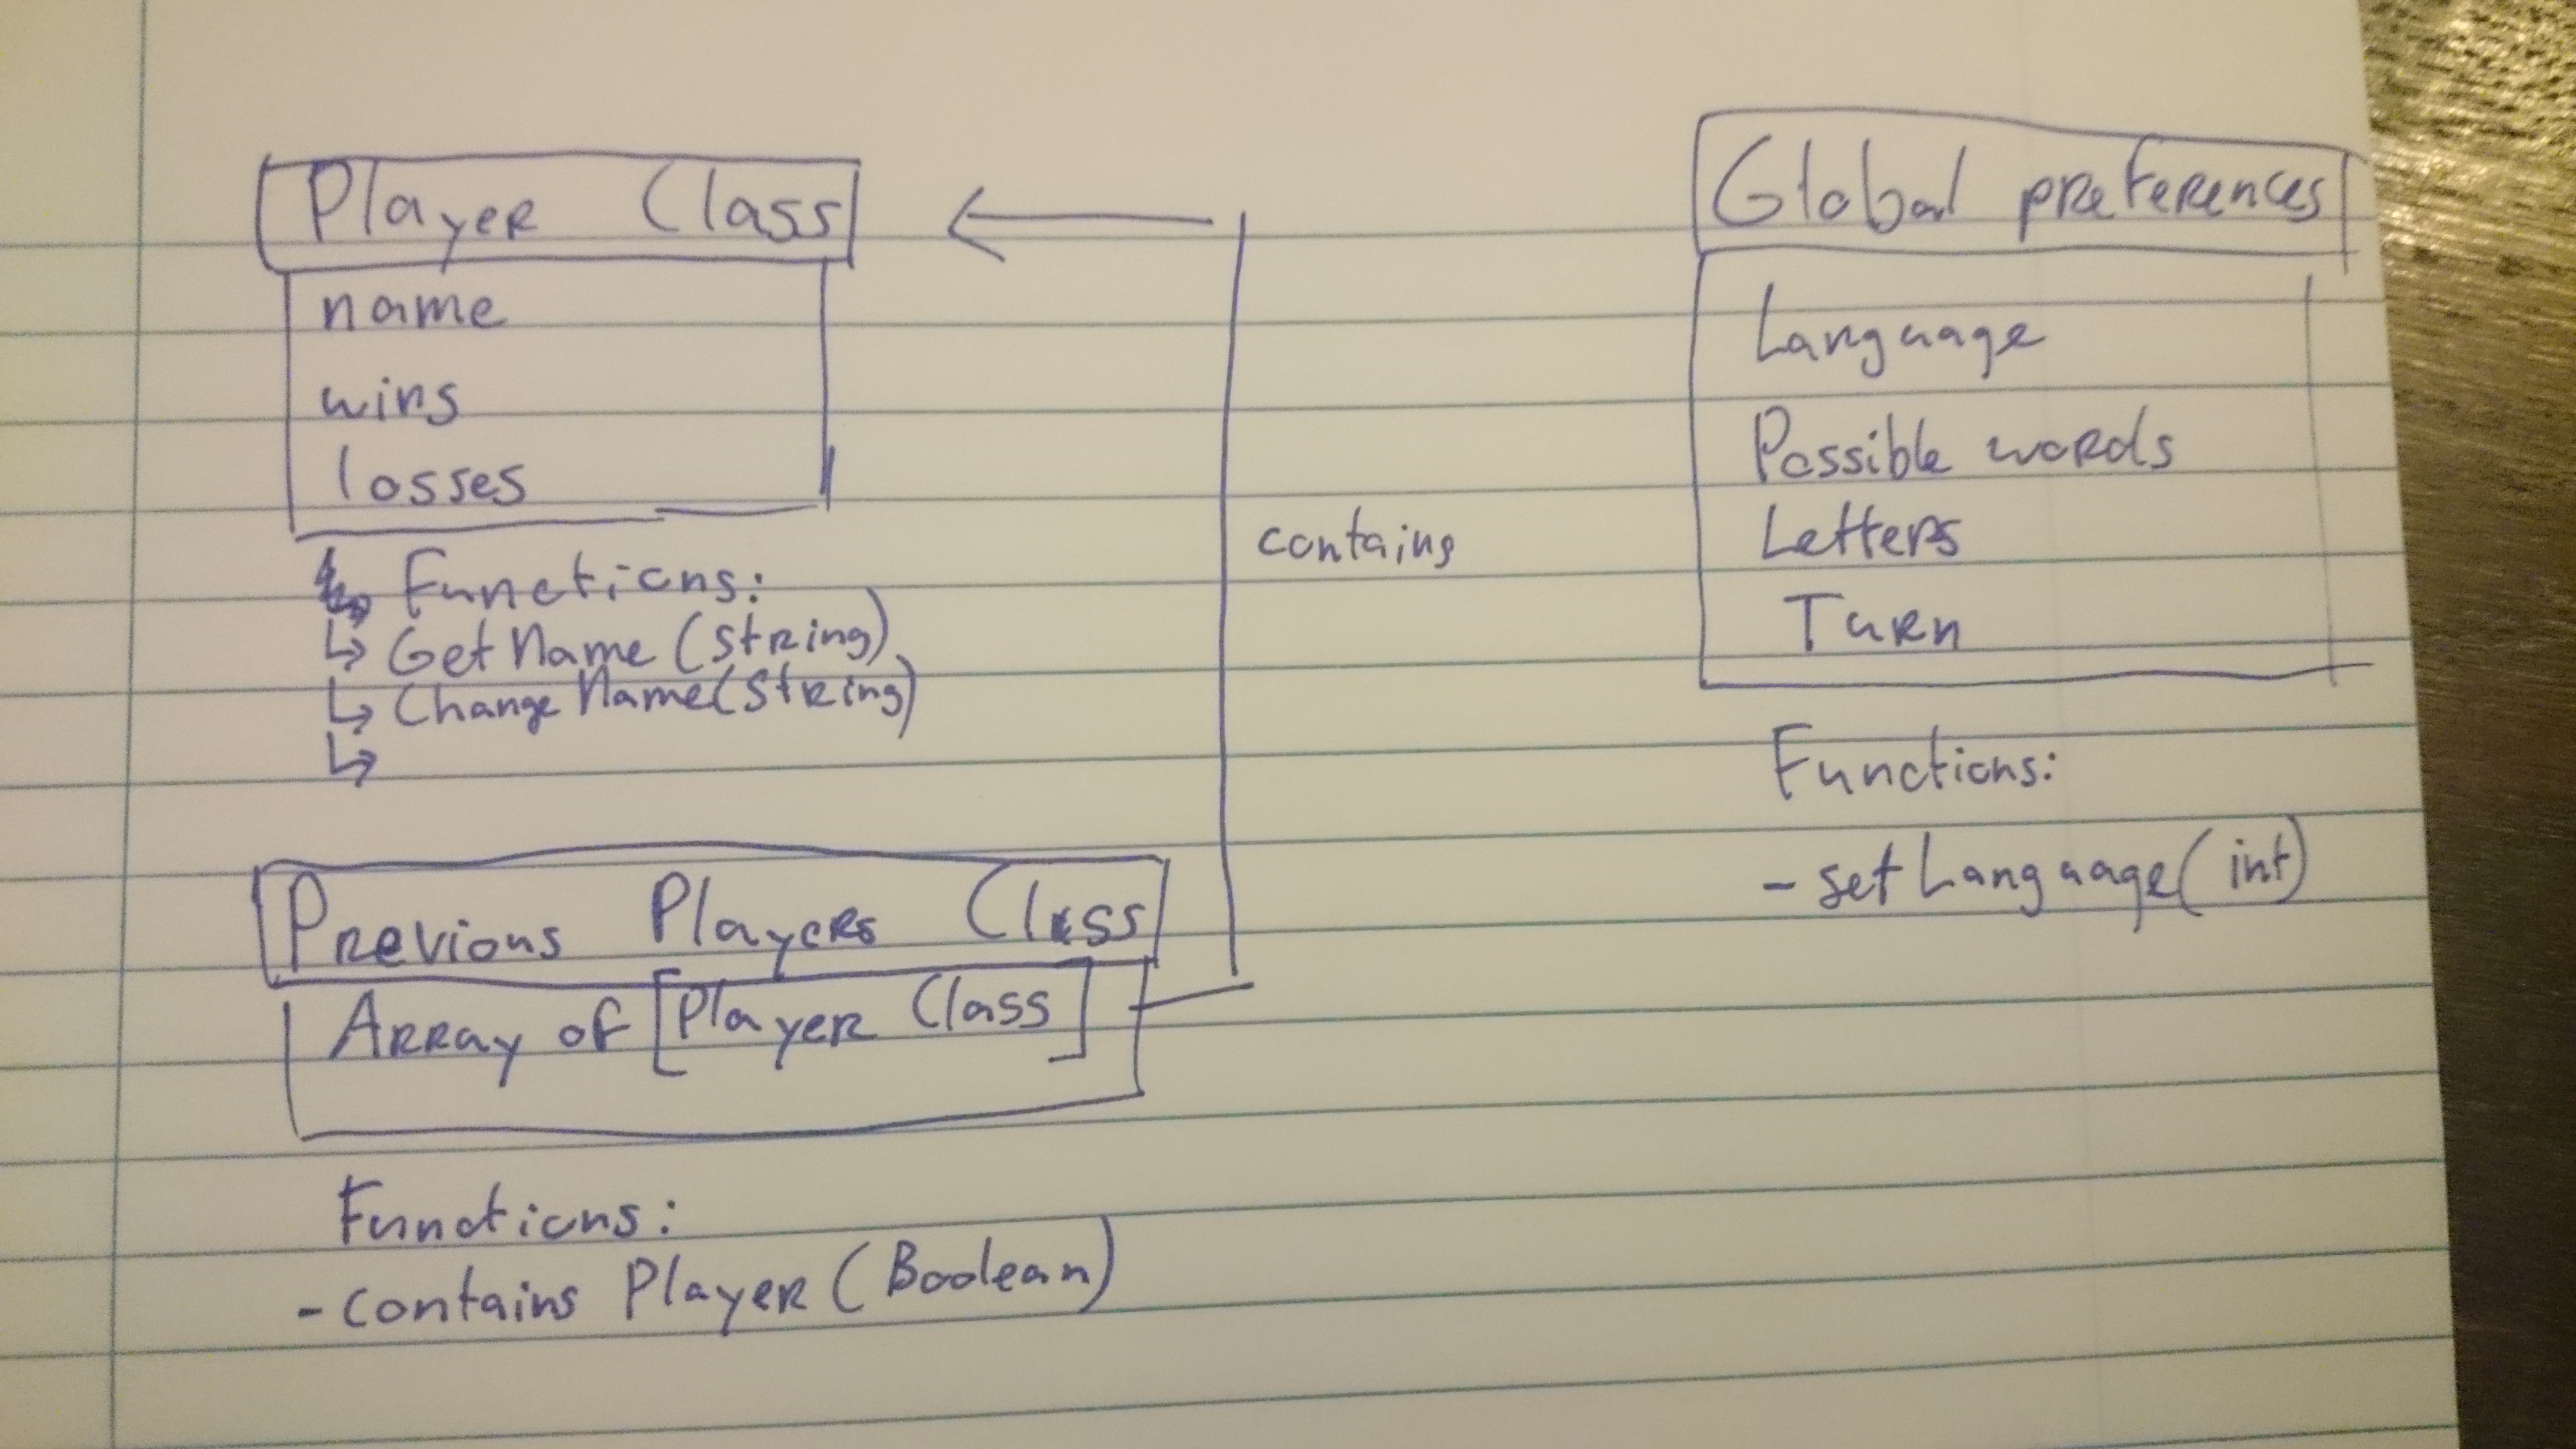 Player Class
name
wins
losses
Functions:
GetName (String)
ChangeName(String)
Previous Players Class
Array of [Player Class]
Functions:
- contains Player (Boolean)
contains
Global preferences
Language
Possible words
Letters
Turn
Functions:
- setLanguage(int)